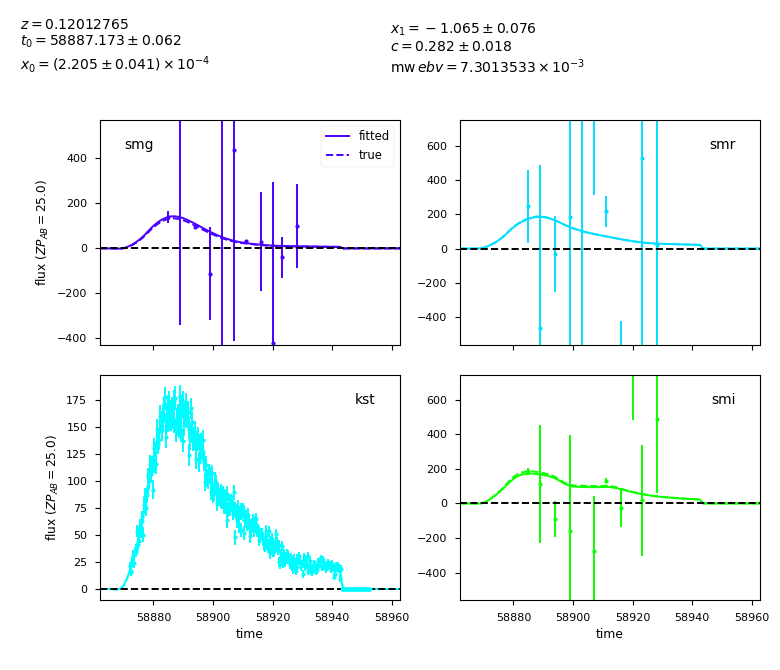 z = 0.12012765
t₀ = 58887.173 ± 0.062
x₀ = (2.205 ± 0.041) × 10⁻⁴
x₁ = −1.065 ± 0.076
c = 0.282 ± 0.018
mw ebv = 7.3013533 × 10⁻³
smg
fitted
true
400
200
0
−200
−400
flux (ZP_AB = 25.0)
smr
600
400
200
0
−200
−400
kst
175
150
125
100
75
50
25
0
flux (ZP_AB = 25.0)
58880 58900 58920 58940 58960
time
smi
600
400
200
0
−200
−400
58880 58900 58920 58940 58960
time